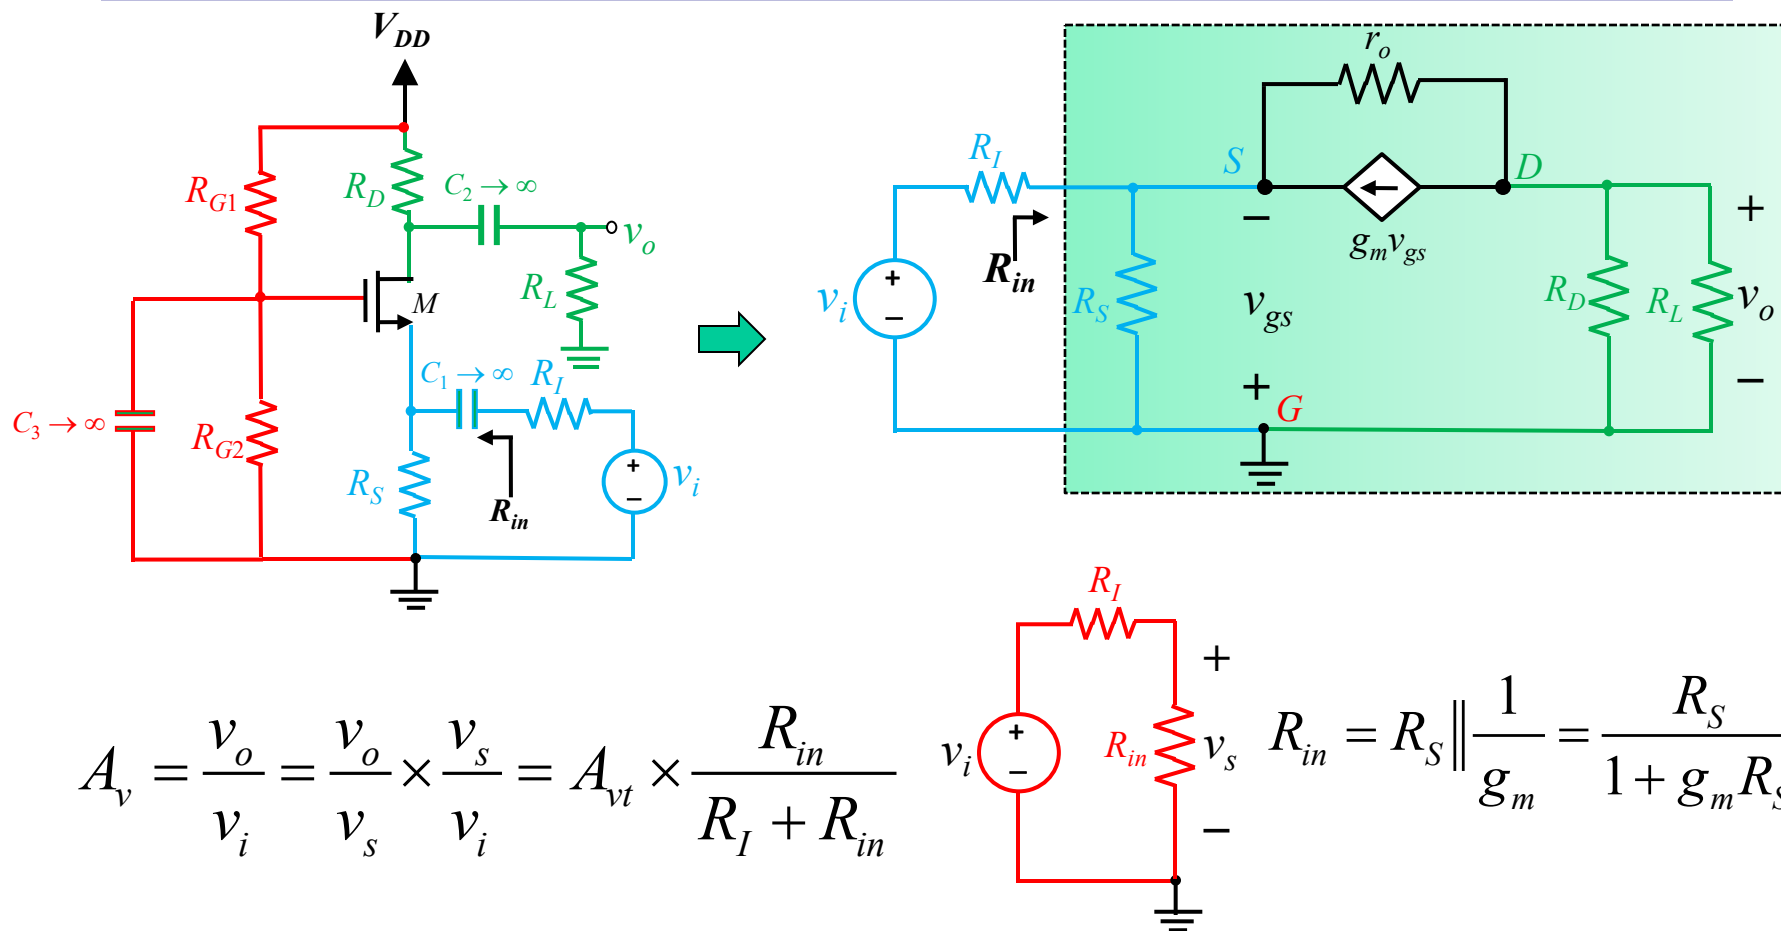 V_DD
R_G1
R_D
C_2 → ∞
v_o
R_L
M
C_3 → ∞
R_G2
C_1 → ∞
R_I
R_S
R_in
+
−
v_i
r_o
R_I
S
D
−
g_m v_gs
+
R_in
v_i
+
−
R_S
v_gs
R_D
R_L
v_o
+
G
−
R_I
+
v_i
+
−
R_in
v_s
−
A_v = v_o / v_i = v_o / v_s × v_s / v_i = A_vt × R_in / (R_I + R_in)
R_in = R_S ‖ 1 / g_m = R_S / (1 + g_m R_S